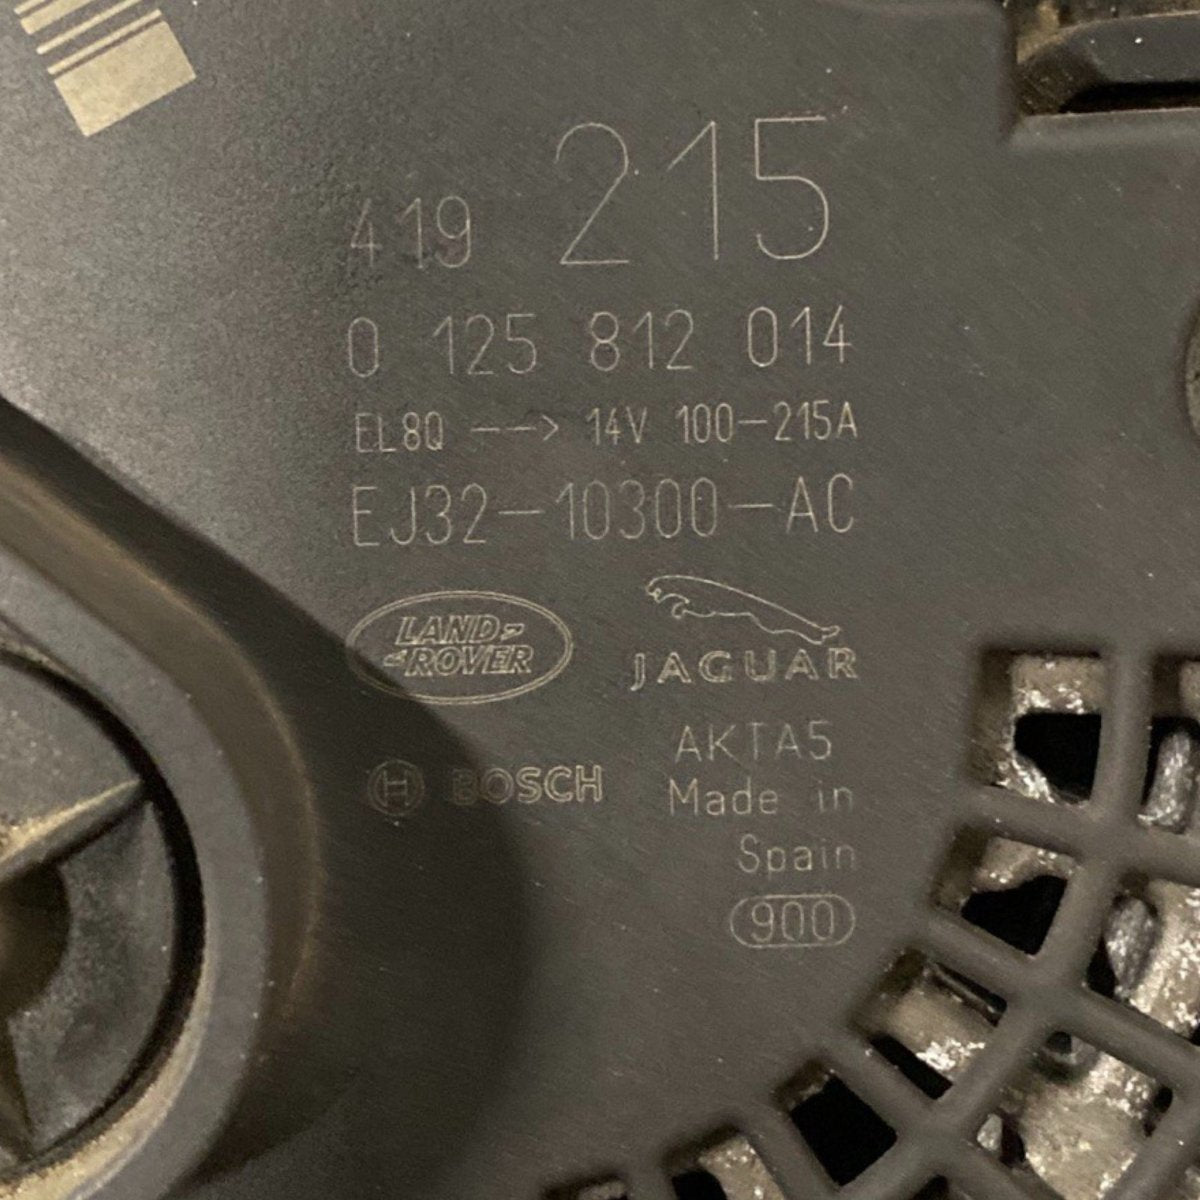 419 215
0 125 812 014
EL8Q --> 14V 100-215A
EJ32-10300-AC
LAND
ROVER
JAGUAR
AKTA5
BOSCH
Made in
Spain
900